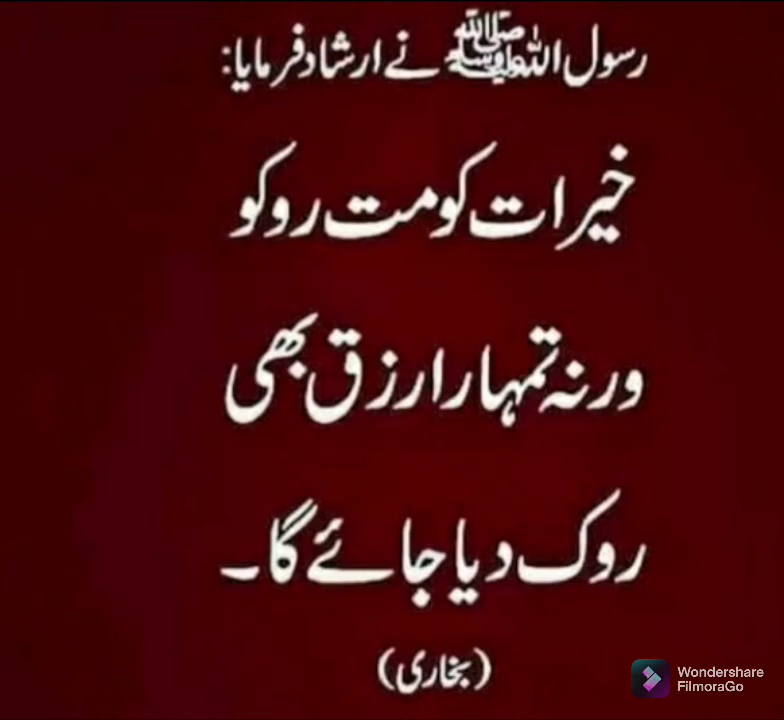 رسول اللہ ﷺ نے ارشاد فرمایا:
خیرات کو مت روکو
ورنہ تمہارا رزق بھی
روک دیا جائے گا۔
(بخاری)
Wondershare
FilmoraGo